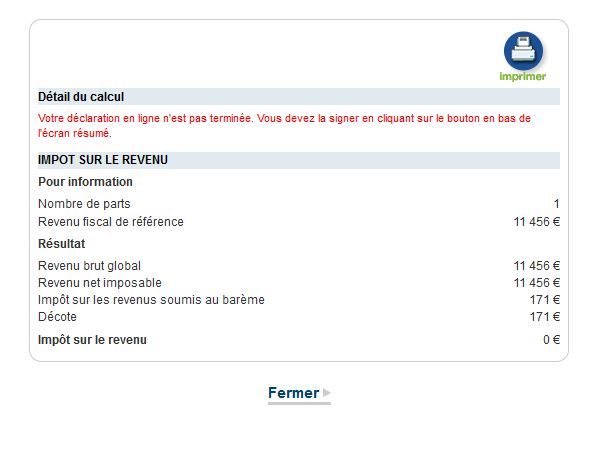 imprimer
Détail du calcul
Votre déclaration en ligne n'est pas terminée. Vous devez la signer en cliquant sur le bouton en bas de
l'écran résumé.
IMPOT SUR LE REVENU
Pour information
Nombre de parts 1
Revenu fiscal de référence 11 456 €
Résultat
Revenu brut global 11 456 €
Revenu net imposable 11 456 €
Impôt sur les revenus soumis au barème 171 €
Décote 171 €
Impôt sur le revenu 0 €
Fermer